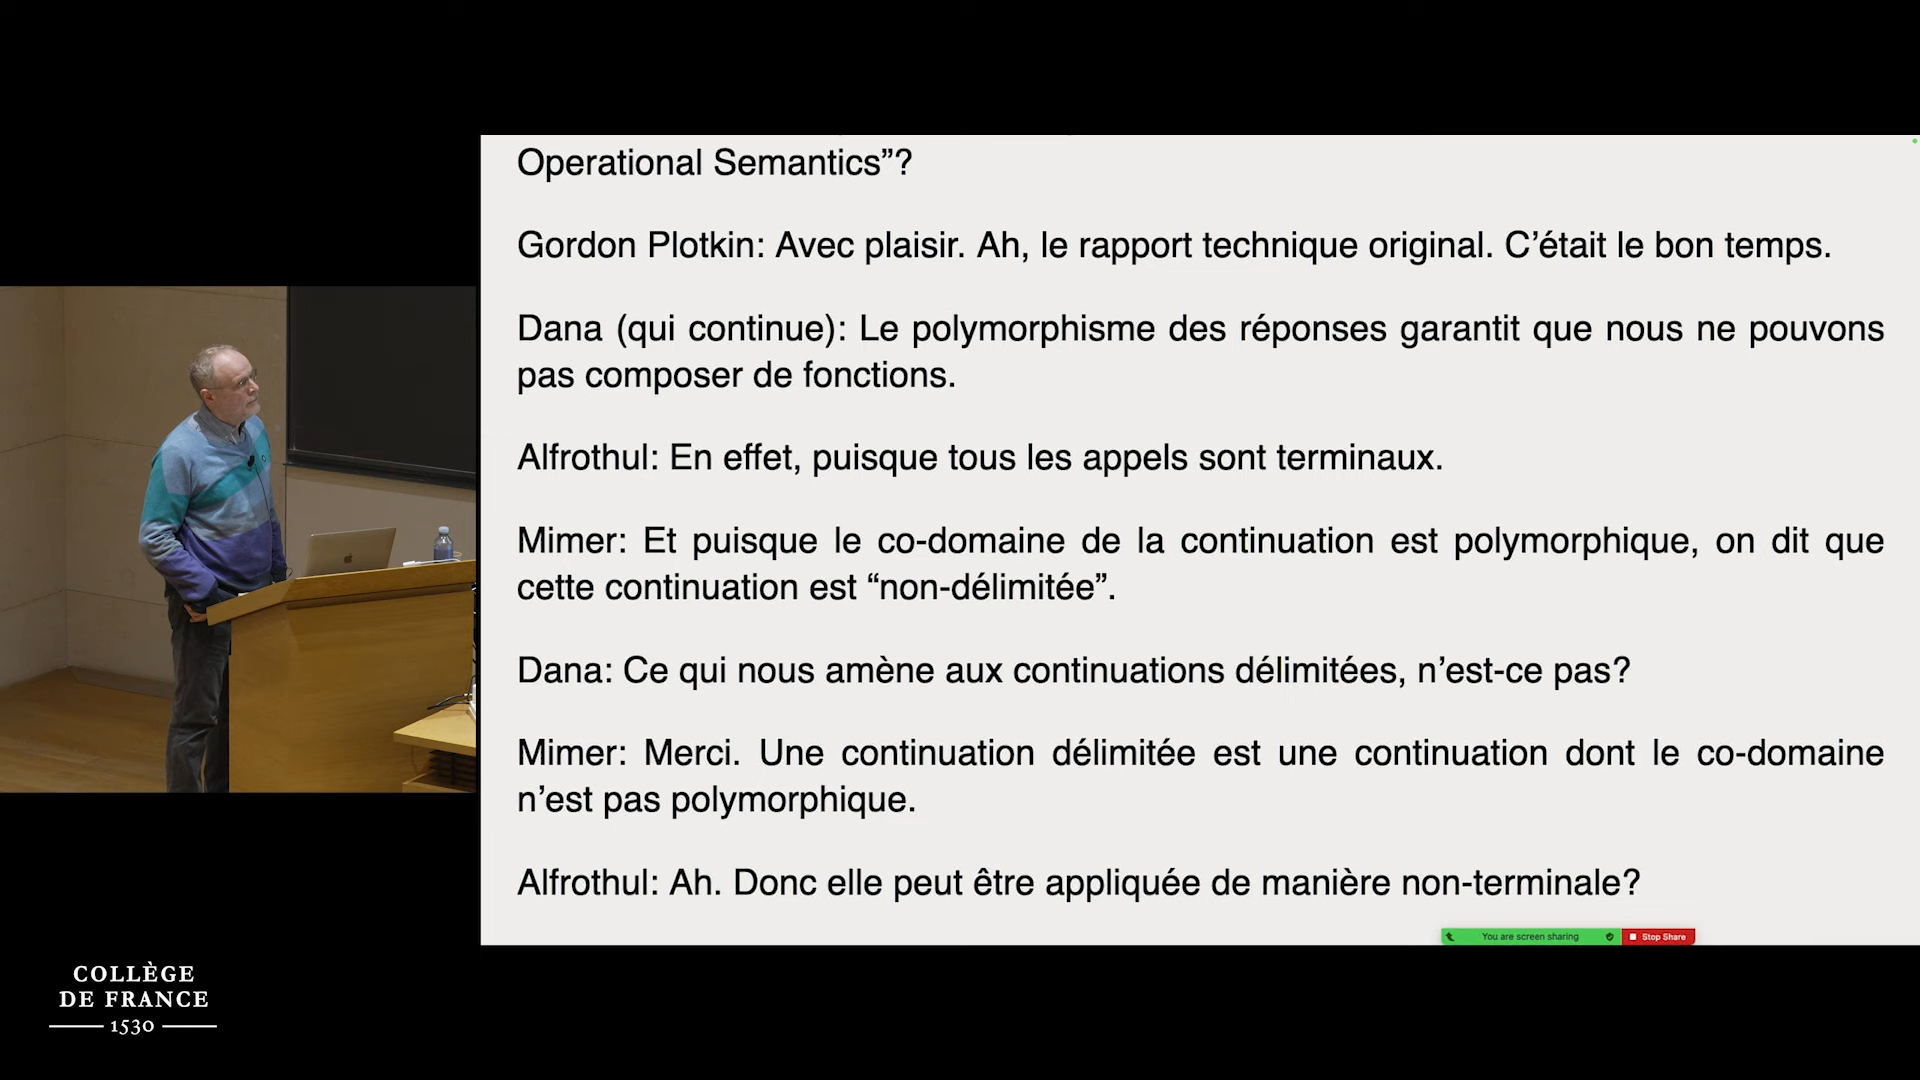 Operational Semantics”?
Gordon Plotkin: Avec plaisir. Ah, le rapport technique original. C’était le bon temps.
Dana (qui continue): Le polymorphisme des réponses garantit que nous ne pouvons
pas composer de fonctions.
Alfrothul: En effet, puisque tous les appels sont terminaux.
Mimer: Et puisque le co-domaine de la continuation est polymorphique, on dit que
cette continuation est “non-délimitée”.
Dana: Ce qui nous amène aux continuations délimitées, n’est-ce pas?
Mimer: Merci. Une continuation délimitée est une continuation dont le co-domaine
n’est pas polymorphique.
Alfrothul: Ah. Donc elle peut être appliquée de manière non-terminale?
You are screen sharing
Stop Share
COLLÈGE
DE FRANCE
1530